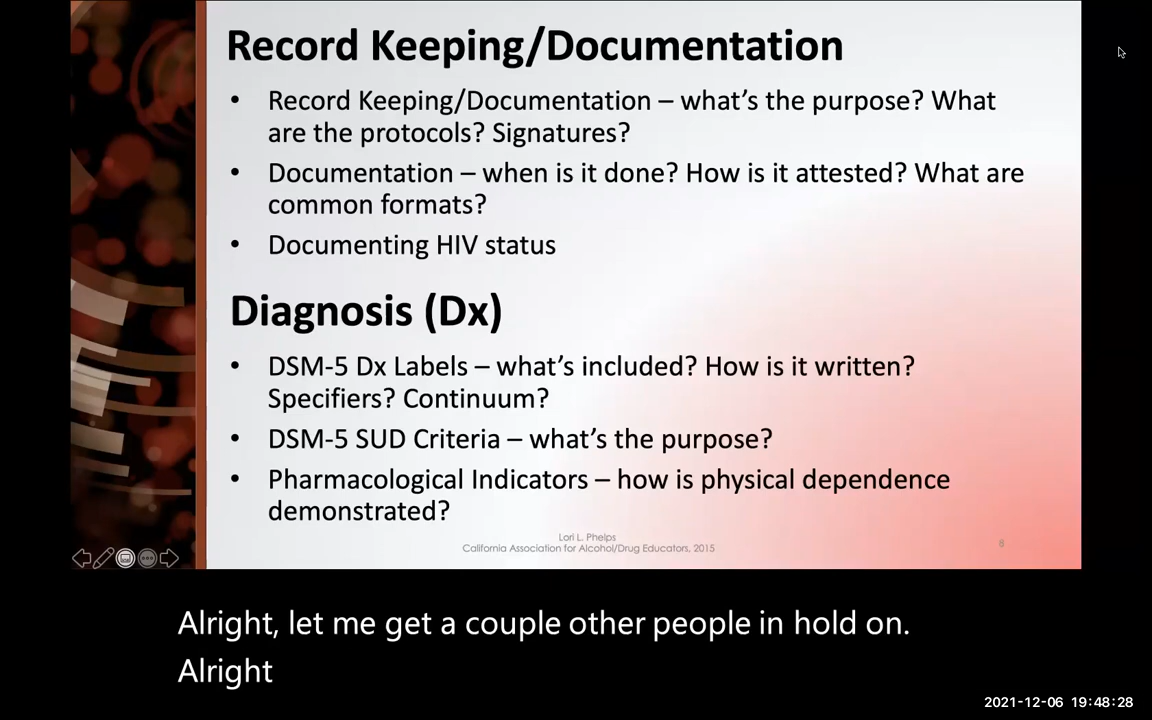 Record Keeping/Documentation
• Record Keeping/Documentation – what's the purpose? What
are the protocols? Signatures?
• Documentation – when is it done? How is it attested? What are
common formats?
• Documenting HIV status
Diagnosis (Dx)
• DSM-5 Dx Labels – what's included? How is it written?
Specifiers? Continuum?
• DSM-5 SUD Criteria – what's the purpose?
• Pharmacological Indicators – how is physical dependence
demonstrated?
Lori L. Phelps
California Association for Alcohol/Drug Educators, 2015
8
Alright, let me get a couple other people in hold on.
Alright
2021-12-06 19:48:28